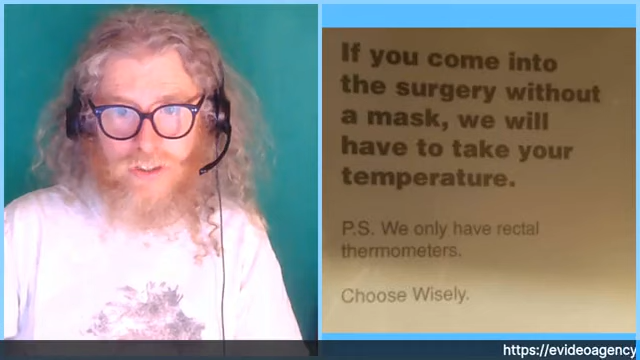 If you come into
the surgery without
a mask, we will
have to take your
temperature.
P.S. We only have rectal
thermometers.
Choose Wisely.
https://evideoagency